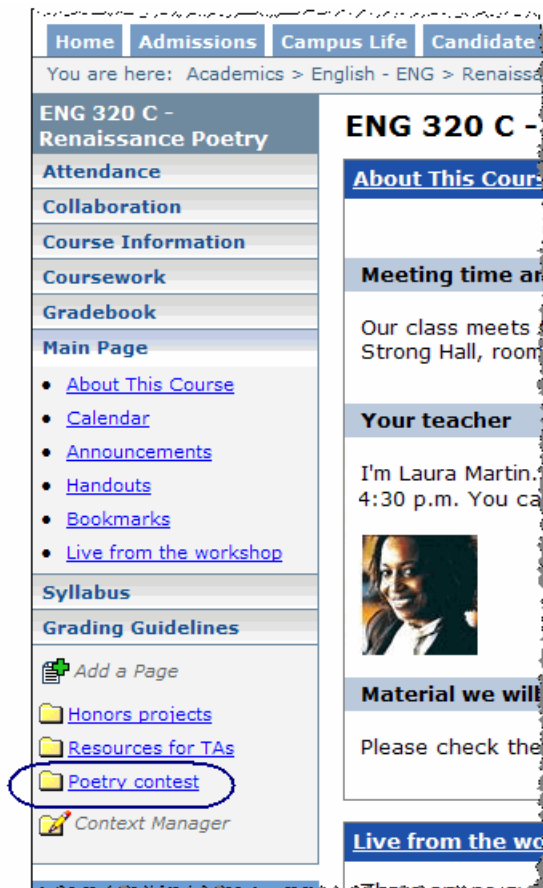 Home Admissions Campus Life Candidate
You are here: Academics > English - ENG > Renaissa
ENG 320 C -
Renaissance Poetry
Attendance
Collaboration
Course Information
Coursework
Gradebook
Main Page
• About This Course
• Calendar
• Announcements
• Handouts
• Bookmarks
• Live from the workshop
Syllabus
Grading Guidelines
Add a Page
Honors projects
Resources for TAs
Poetry contest
Context Manager
ENG 320 C -
About This Cour
Meeting time an
Our class meets
Strong Hall, room
Your teacher
I'm Laura Martin.
4:30 p.m. You ca
Material we will
Please check the
Live from the wo